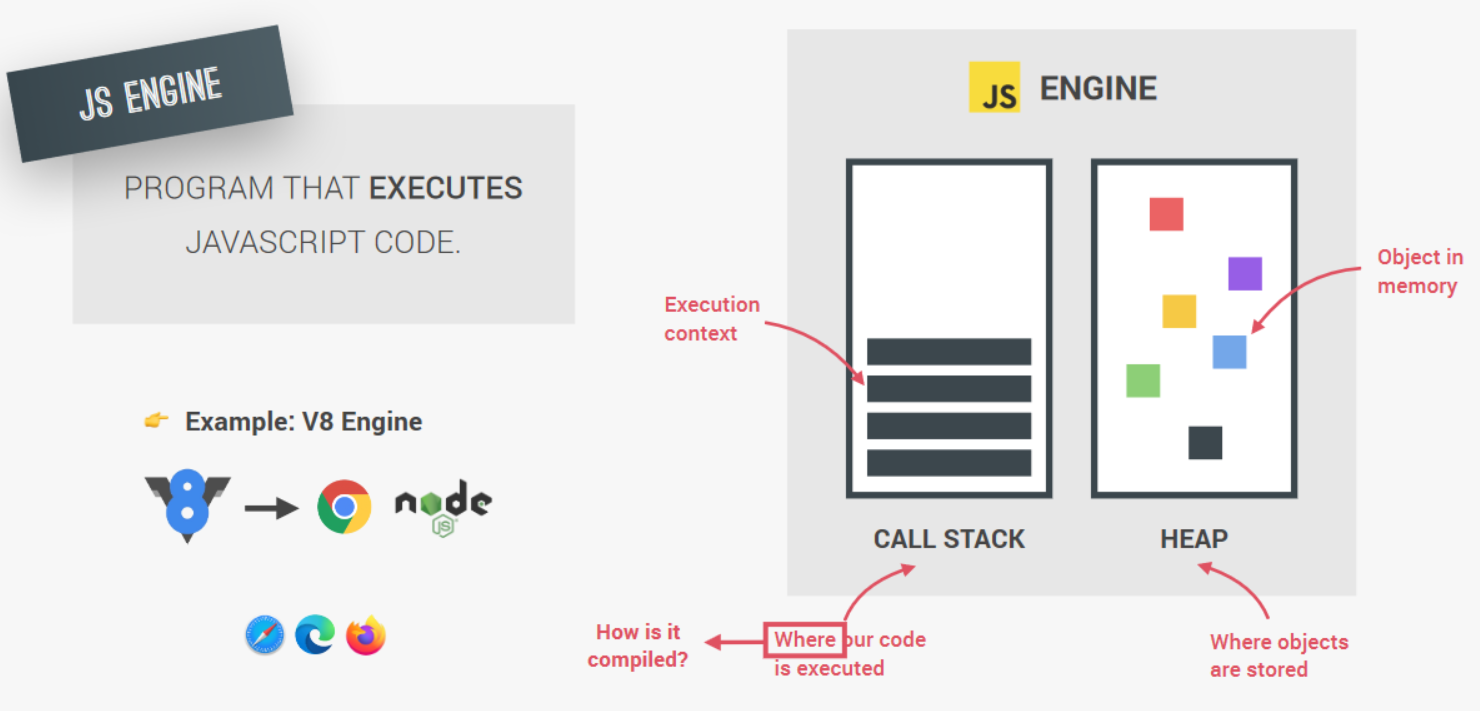 JS ENGINE
PROGRAM THAT EXECUTES
JAVASCRIPT CODE.
👉 Example: V8 Engine
8
node
JS
JS ENGINE
Execution
context
Object in
memory
CALL STACK
HEAP
How is it
compiled?
Where our code
is executed
Where objects
are stored